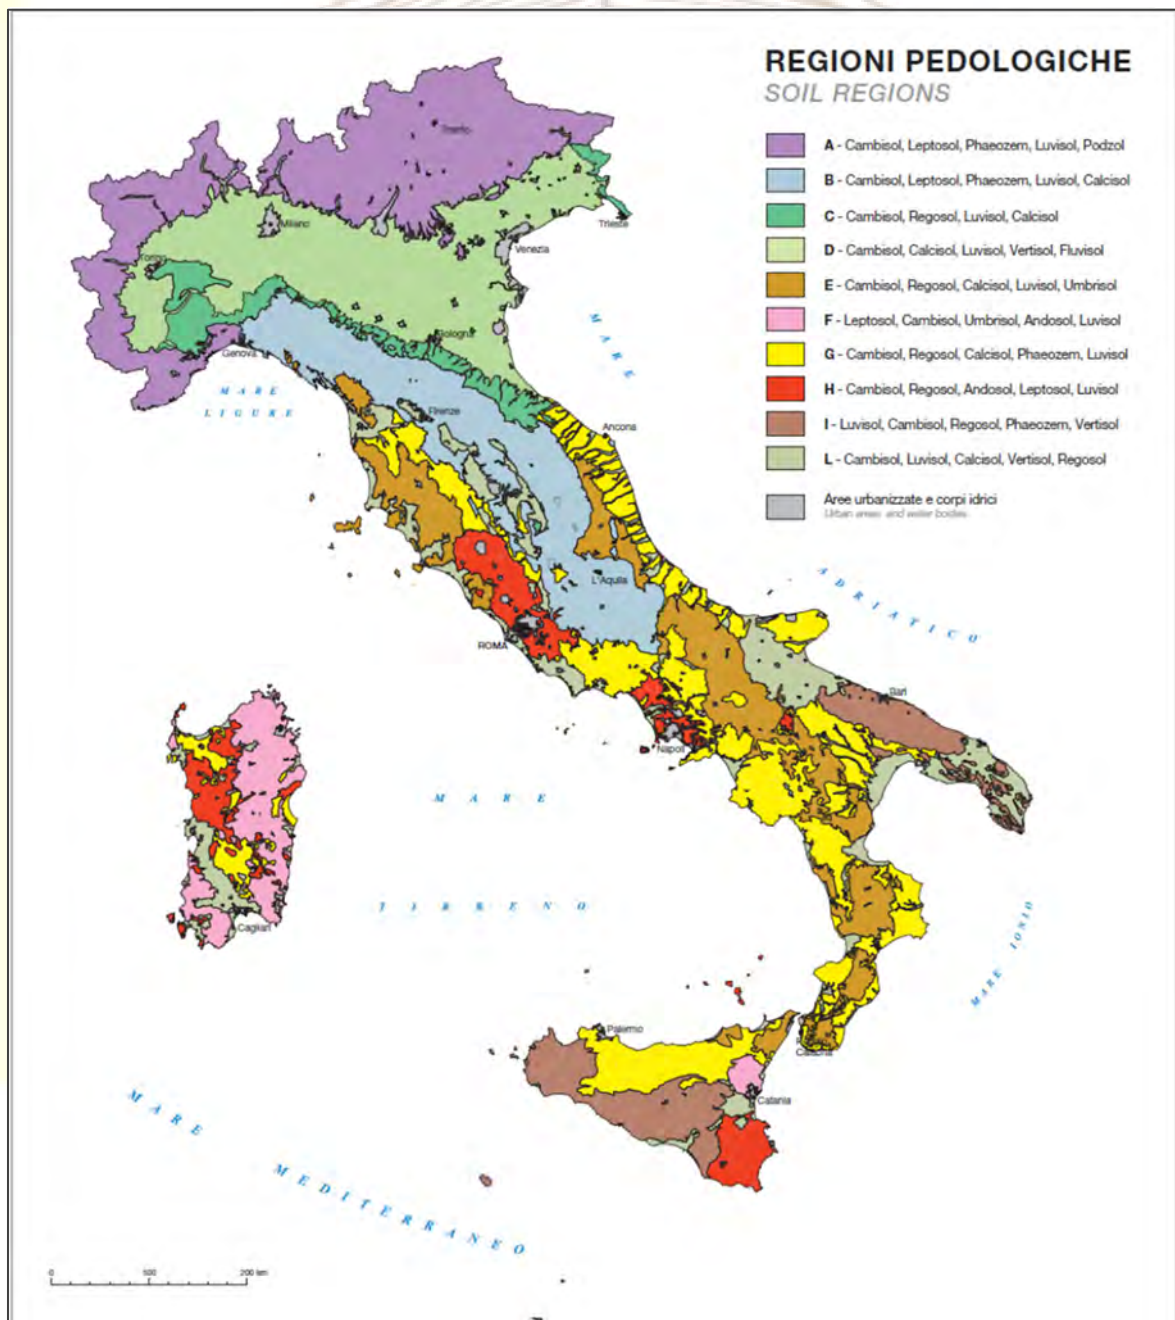 REGIONI PEDOLOGICHE
SOIL REGIONS
A - Cambisol, Leptosol, Phaeozem, Luvisol, Podzol
B - Cambisol, Leptosol, Phaeozem, Luvisol, Calcisol
C - Cambisol, Regosol, Luvisol, Calcisol
D - Cambisol, Calcisol, Luvisol, Vertisol, Fluvisol
E - Cambisol, Regosol, Calcisol, Luvisol, Umbrisol
F - Leptosol, Cambisol, Umbrisol, Andosol, Luvisol
G - Cambisol, Regosol, Calcisol, Phaeozem, Luvisol
H - Cambisol, Regosol, Andosol, Leptosol, Luvisol
I - Luvisol, Cambisol, Regosol, Phaeozem, Vertisol
L - Cambisol, Luvisol, Calcisol, Vertisol, Regosol
Aree urbanizzate e corpi idrici
Urban areas and water bodies
Trento
Milano
Trieste
Venezia
Torino
Bologna
Genova
MARE
MARE
LIGURE
Firenze
Ancona
L'Aquila
ADRIATICO
ROMA
Bari
Napoli
MARE
TIRRENO
Cagliari
MARE IONIO
Palermo
Catania
MARE
MEDITERRANEO
0 100 200 km